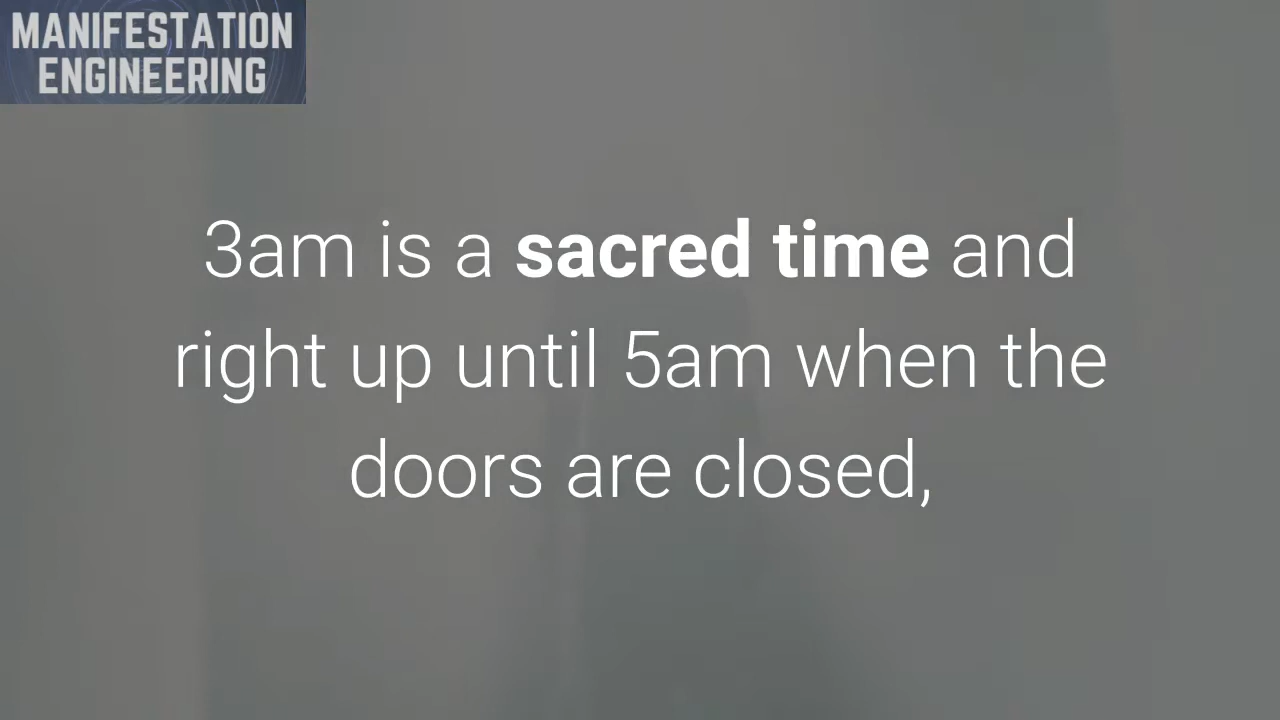 MANIFESTATION
ENGINEERING
3am is a sacred time and
right up until 5am when the
doors are closed,